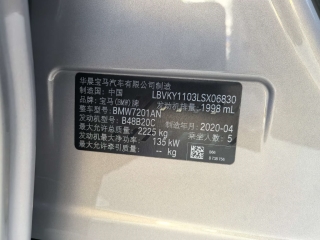 华晨宝马汽车有限公司制造
制造国: 中国
LBVKY1103LSX06830
品牌: 宝马(BMW)牌
发动机排量: 1998 mL
整车型号: BMW7201AN
发动机型号: B48B20C
制造年月: 2020-04
最大允许总质量: 2225 kg
乘坐人数: 5
最大净功率: 135 kW
最大允许牵引质量: kg